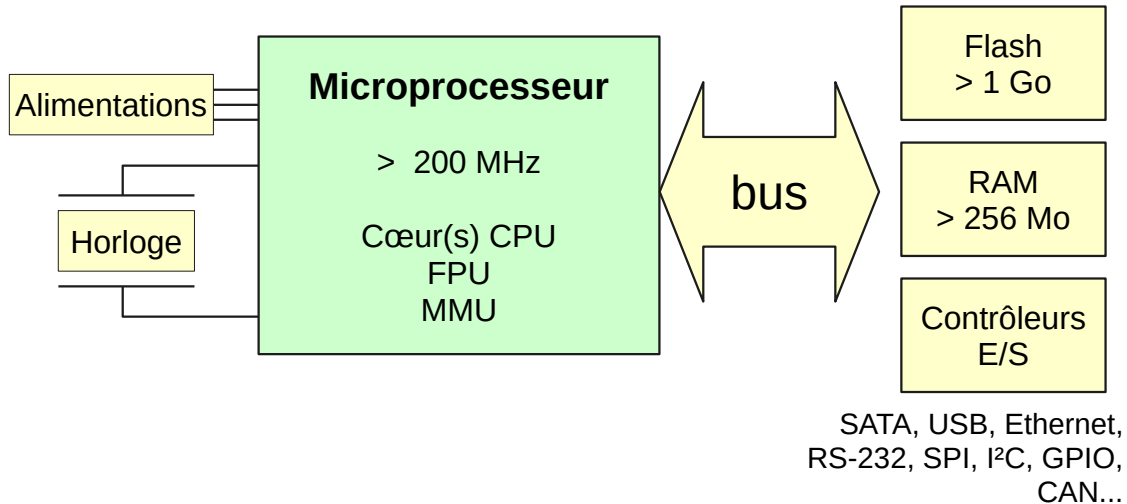 Alimentations
Horloge
Microprocesseur
> 200 MHz
Cœur(s) CPU
FPU
MMU
bus
Flash
> 1 Go
RAM
> 256 Mo
Contrôleurs
E/S
SATA, USB, Ethernet,
RS-232, SPI, I²C, GPIO,
CAN...